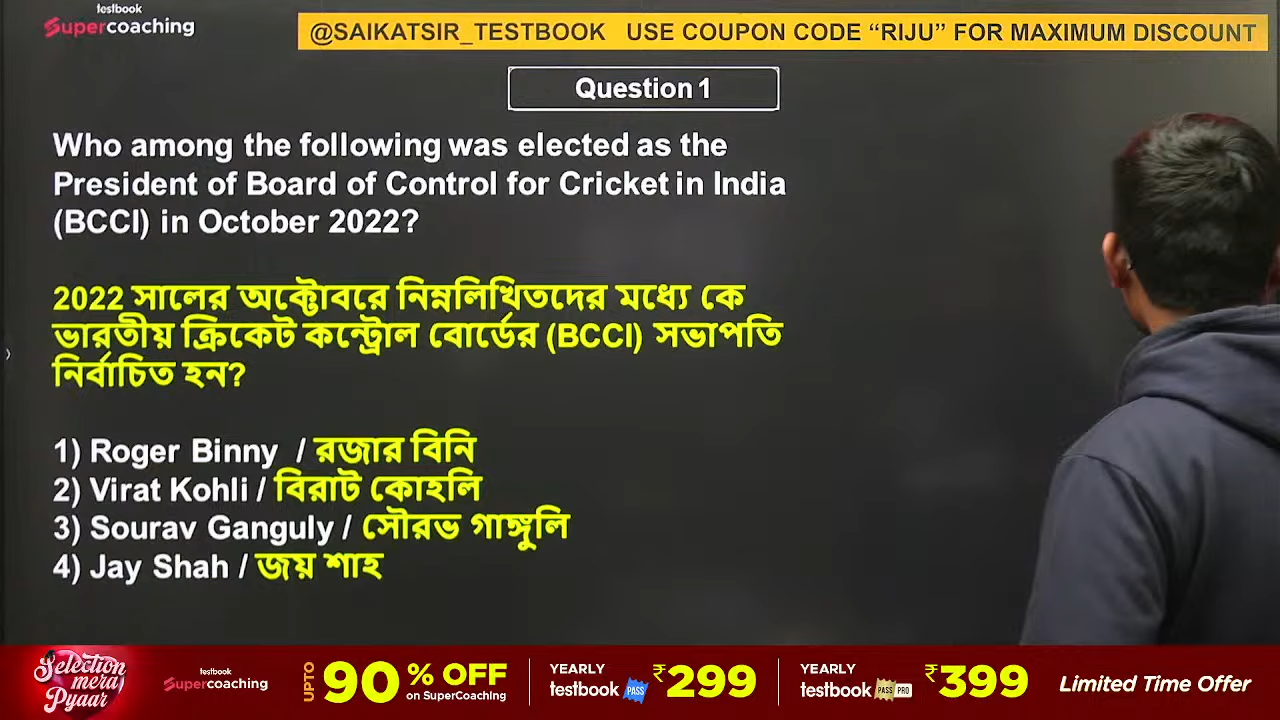 testbook
Supercoaching
@SAIKATSIR_TESTBOOK USE COUPON CODE “RIJU” FOR MAXIMUM DISCOUNT
Question 1
Who among the following was elected as the
President of Board of Control for Cricket in India
(BCCI) in October 2022?
2022 সালের অক্টোবরে নিম্নলিখিতদের মধ্যে কে
ভারতীয় ক্রিকেট কন্ট্রোল বোর্ডের (BCCI) সভাপতি
নির্বাচিত হন?
1) Roger Binny / রজার বিনি
2) Virat Kohli / বিরাট কোহলি
3) Sourav Ganguly / সৌরভ গাঙ্গুলি
4) Jay Shah / জয় শাহ
Selection
mera
Pyaar
testbook
Supercoaching
UPTO 90% OFF
on SuperCoaching
YEARLY
testbook PASS
₹299
YEARLY
testbook PASS PRO
₹399
Limited Time Offer